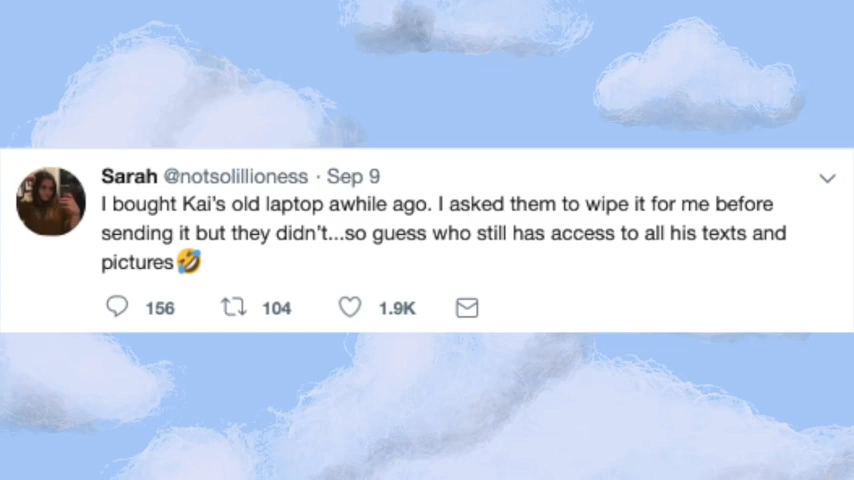 Sarah @notsolillioness · Sep 9
I bought Kai's old laptop awhile ago. I asked them to wipe it for me before
sending it but they didn't...so guess who still has access to all his texts and
pictures🤣
156 104 1.9K